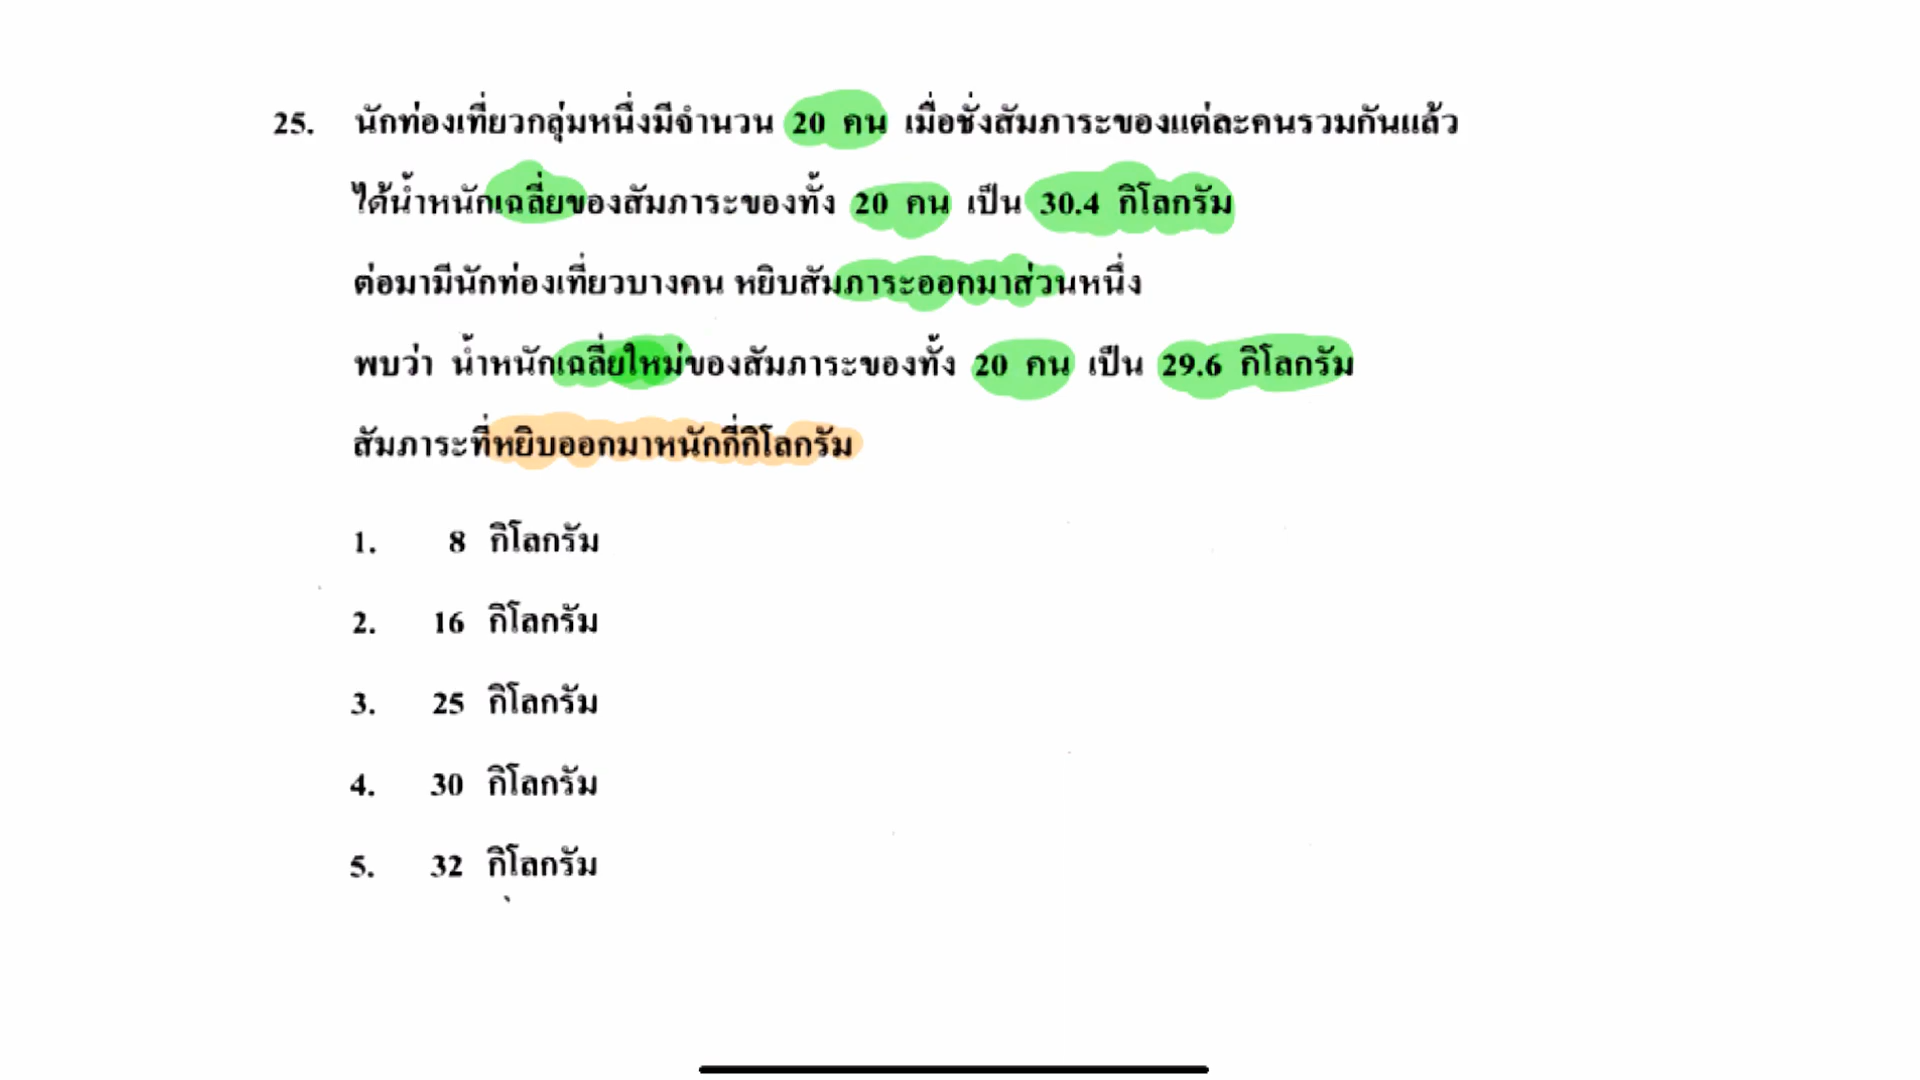 25. นักท่องเที่ยวกลุ่มหนึ่งมีจำนวน 20 คน เมื่อชั่งสัมภาระของแต่ละคนรวมกันแล้ว
ได้น้ำหนักเฉลี่ยของสัมภาระของทั้ง 20 คน เป็น 30.4 กิโลกรัม
ต่อมามีนักท่องเที่ยวบางคน หยิบสัมภาระออกมาส่วนหนึ่ง
พบว่า น้ำหนักเฉลี่ยใหม่ของสัมภาระของทั้ง 20 คน เป็น 29.6 กิโลกรัม
สัมภาระที่หยิบออกมาหนักกี่กิโลกรัม
1. 8 กิโลกรัม
2. 16 กิโลกรัม
3. 25 กิโลกรัม
4. 30 กิโลกรัม
5. 32 กิโลกรัม